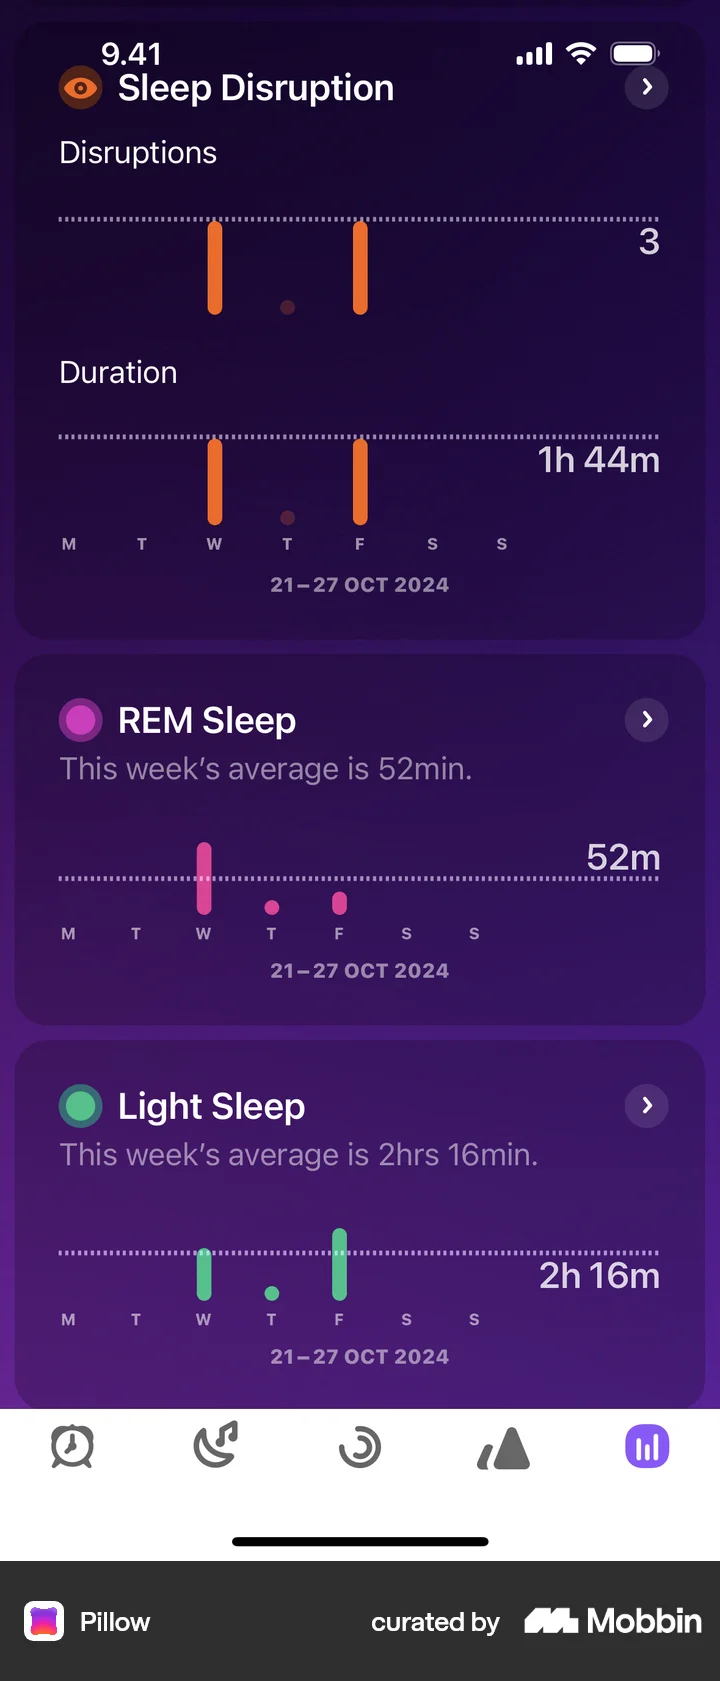 9.41
Sleep Disruption
Disruptions
3
Duration
1h 44m
M T W T F S S
21–27 OCT 2024
REM Sleep
This week’s average is 52min.
52m
M T W T F S S
21–27 OCT 2024
Light Sleep
This week’s average is 2hrs 16min.
2h 16m
M T W T F S S
21–27 OCT 2024
Pillow curated by Mobbin